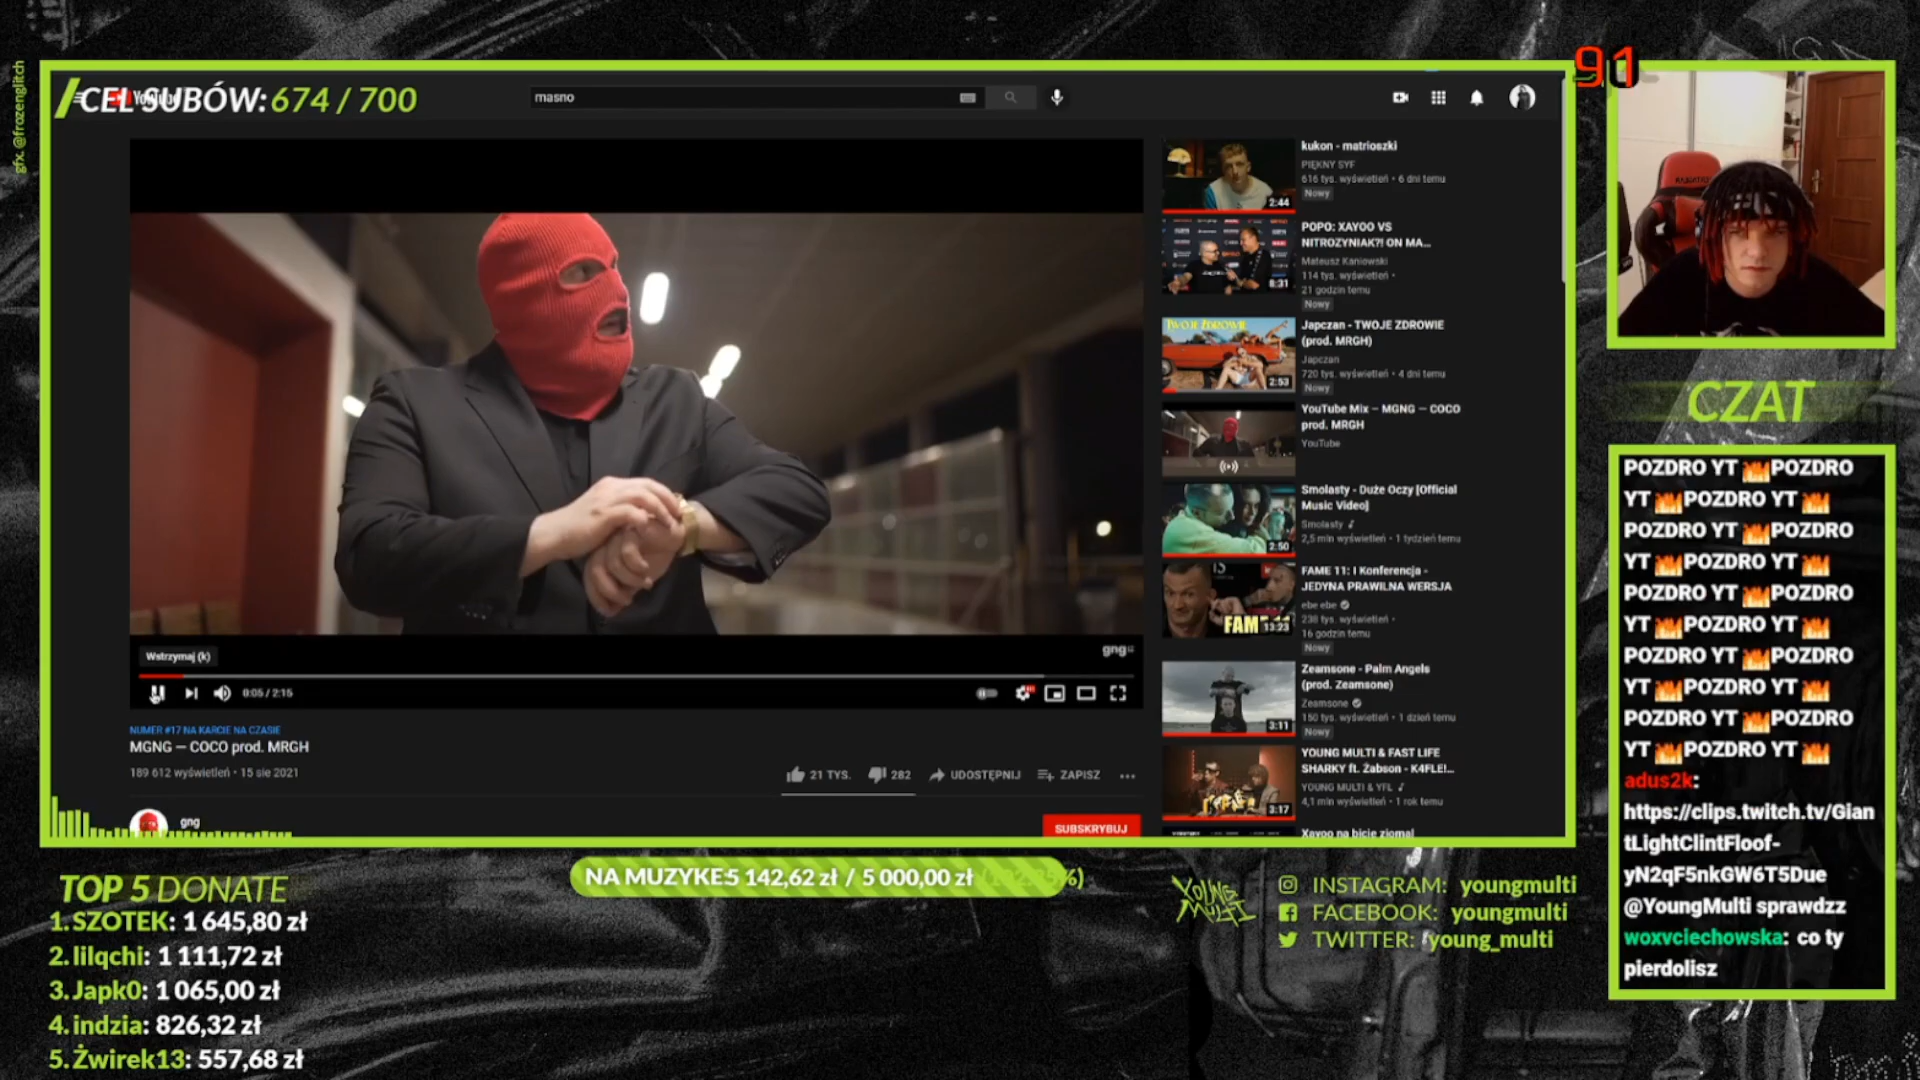 gfx. @frozenglitch
CEL SUBÓW: 674 / 700
masno
91
kukon - matrioszki
PIĘKNY SYF
616 tys. wyświetleń • 6 dni temu
Nowy
2:44
POPO: XAYOO VS
NITROZYNIAK?! ON MA...
Mateusz Kaniowski
114 tys. wyświetleń •
21 godzin temu
Nowy
8:31
TWOJE ZDROWIE
Japczan - TWOJE ZDROWIE
(prod. MRGH)
Japczan
720 tys. wyświetleń • 4 dni temu
Nowy
2:53
YouTube Mix – MGNG – COCO
prod. MRGH
YouTube
Smolasty - Duże Oczy [Official
Music Video]
Smolasty
2,5 mln wyświetleń • 1 tydzień temu
2:50
FAME 11: I Konferencja -
JEDYNA PRAWILNA WERSJA
ebe ebe
238 tys. wyświetleń •
16 godzin temu
Nowy
13:23
Zeamsone - Palm Angels
(prod. Zeamsone)
Zeamsone
150 tys. wyświetleń • 1 dzień temu
Nowy
3:11
YOUNG MULTI & FAST LIFE
SHARKY ft. Żabson - K4FLE!...
YOUNG MULTI & YFL
4,1 mln wyświetleń • 1 rok temu
3:17
Xayoo na bicie ziomal
Wstrzymaj (k)
gng
0:05 / 2:15
NUMER #17 NA KARCIE NA CZASIE
MGNG – COCO prod. MRGH
189 612 wyświetleń • 15 sie 2021
21 TYS.
282
UDOSTĘPNIJ
ZAPISZ
gng
SUBSKRYBUJ
CZAT
POZDRO YT POZDRO
YT POZDRO YT
POZDRO YT POZDRO
YT POZDRO YT
POZDRO YT POZDRO
YT POZDRO YT
POZDRO YT POZDRO
YT POZDRO YT
POZDRO YT POZDRO
YT POZDRO YT
adus2k:
https://clips.twitch.tv/Gian
tLightClintFloof-
yN2qF5nkGW6T5Due
@YoungMulti sprawdzz
woxvciechowska: co ty
pierdolisz
TOP 5 DONATE
1. SZOTEK: 1 645,80 zł
2. lilqchi: 1 111,72 zł
3. Japk0: 1 065,00 zł
4. indzia: 826,32 zł
5. Żwirek13: 557,68 zł
NA MUZYKE: 5 142,62 zł / 5 000,00 zł
YOUNG
MULTI
INSTAGRAM: youngmulti
FACEBOOK: youngmulti
TWITTER: young_multi